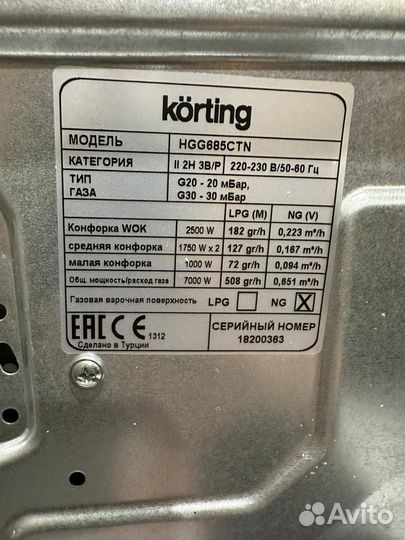 körting
МОДЕЛЬ HGG685CTN
КАТЕГОРИЯ II 2H 3B/P 220-230 В/50-60 Гц
ТИП ГАЗА G20 - 20 мБар, G30 - 30 мБар
LPG (M) NG (V)
Конфорка WOK 2500 W 182 gr/h 0,223 m³/h
средняя конфорка 1750 W x 2 127 gr/h 0,167 m³/h
малая конфорка 1000 W 72 gr/h 0,094 m³/h
Общ. мощность/расход газа 7000 W 508 gr/h 0,651 m³/h
Газовая варочная поверхность LPG NG X
EAC CE 1312
Сделано в Турции
СЕРИЙНЫЙ НОМЕР
18200363
Avito